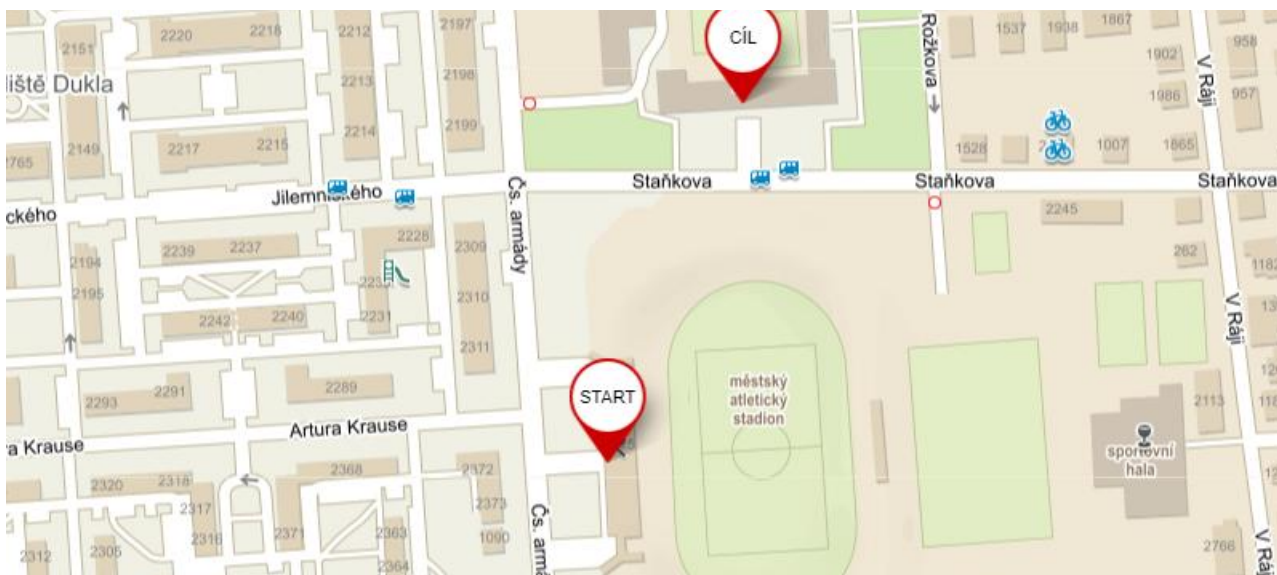 2151
2220
2218
2212
2197
CÍL
Rožkova
1537
1938
1867
1902
958
V Ráji
liště Dukla
2213
2198
1986
957
2214
2199
2765
2149
2217
2215
1528
1007
1865
ckého
Jilemnického
Staňkova
Staňkova
Staňkova
Čs. armády
2245
2239
2237
2228
2309
262
2194
2195
2310
2242
2240
2231
2311
V Ráji
START
městský
atletický
stadion
2293
2291
2289
2113
Artura Krause
ra Krause
sportovní
hala
2320
2318
2368
2372
2317
2373
Čs. armá
2316
2371
2363
1090
2312
2305
2364
2766
V Ráji